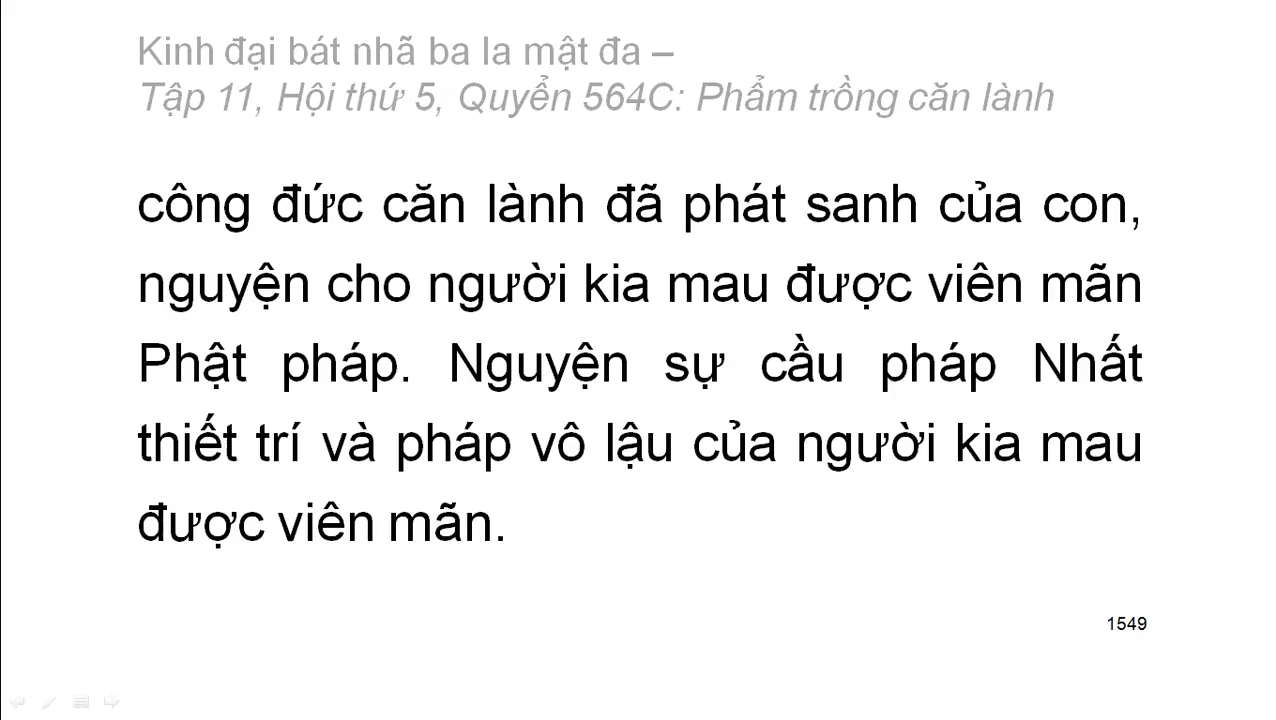 Kinh đại bát nhã ba la mật đa –
Tập 11, Hội thứ 5, Quyển 564C: Phẩm trồng căn lành
công đức căn lành đã phát sanh của con,
nguyện cho người kia mau được viên mãn
Phật pháp. Nguyện sự cầu pháp Nhất
thiết trí và pháp vô lậu của người kia mau
được viên mãn.
1549